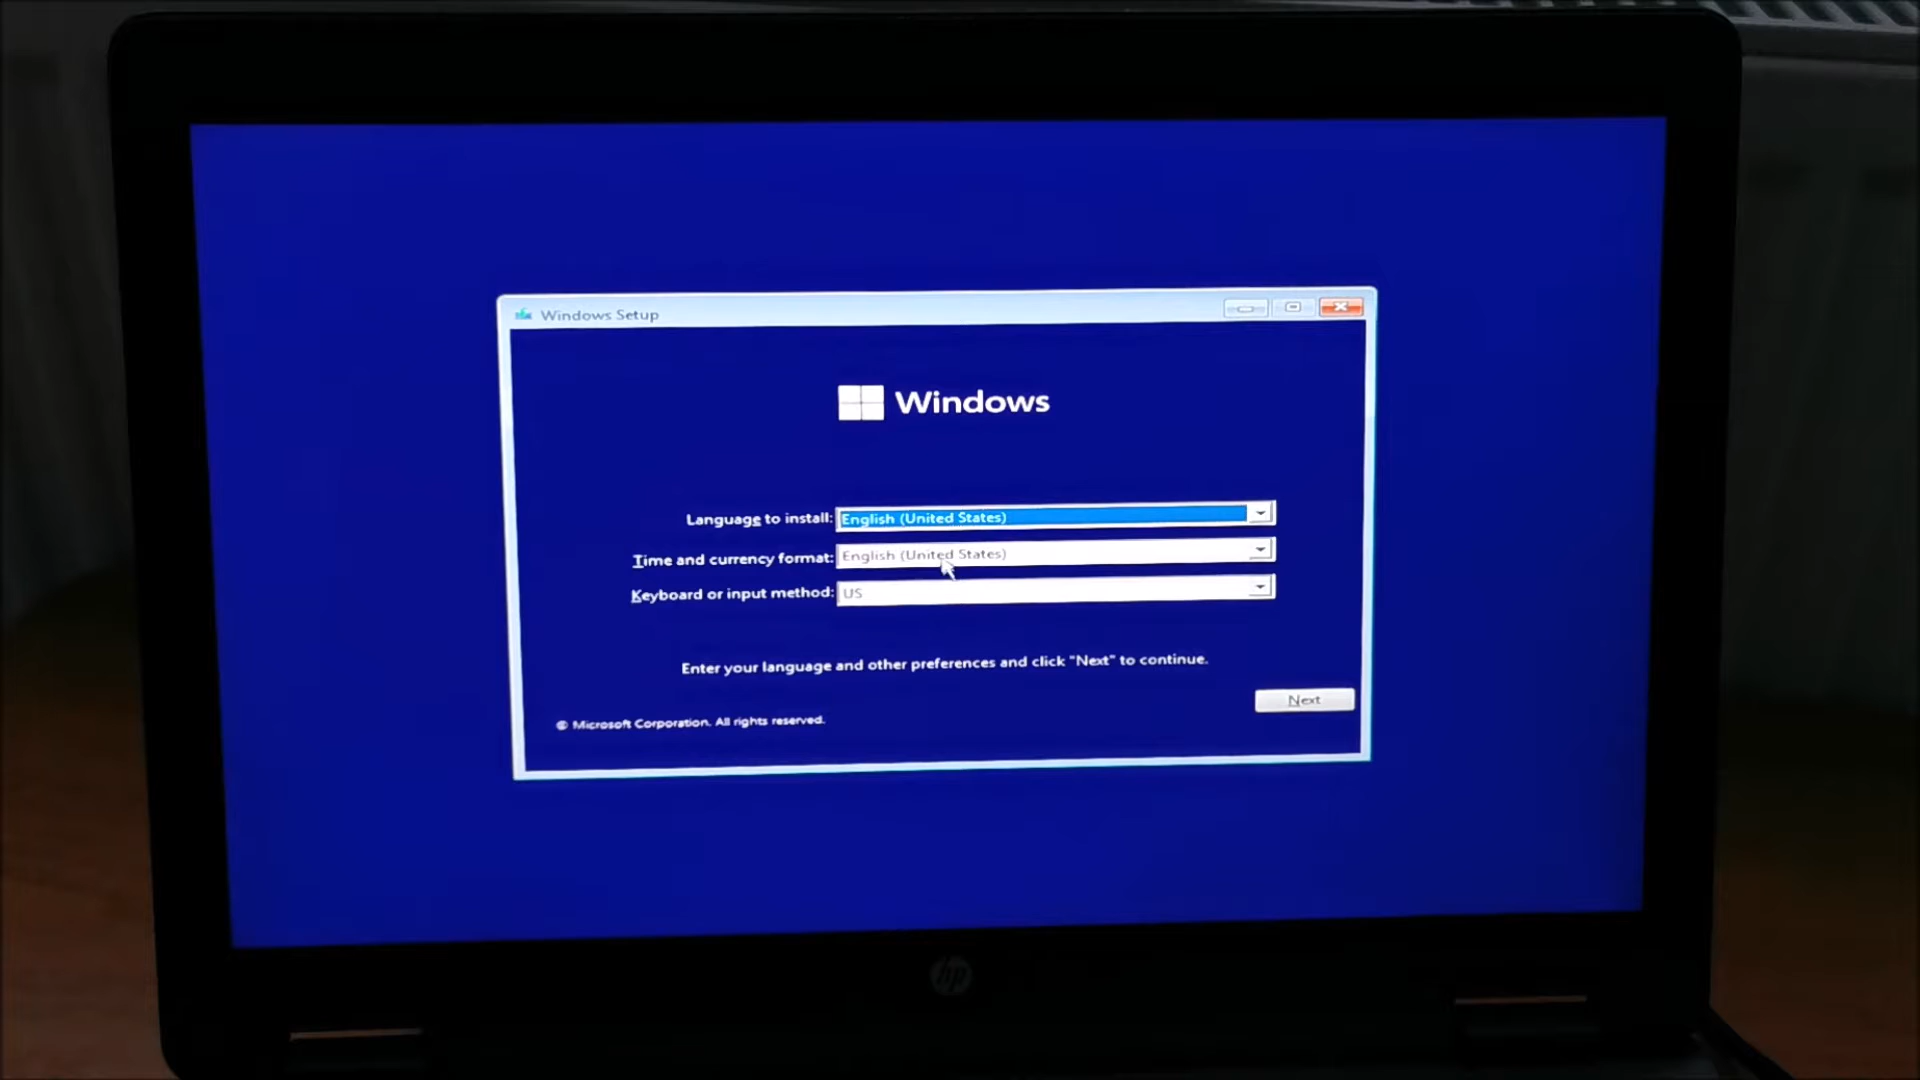 Windows Setup
Windows
Language to install: English (United States)
Time and currency format: English (United States)
Keyboard or input method: US
Enter your language and other preferences and click "Next" to continue.
Next
© Microsoft Corporation. All rights reserved.
hp